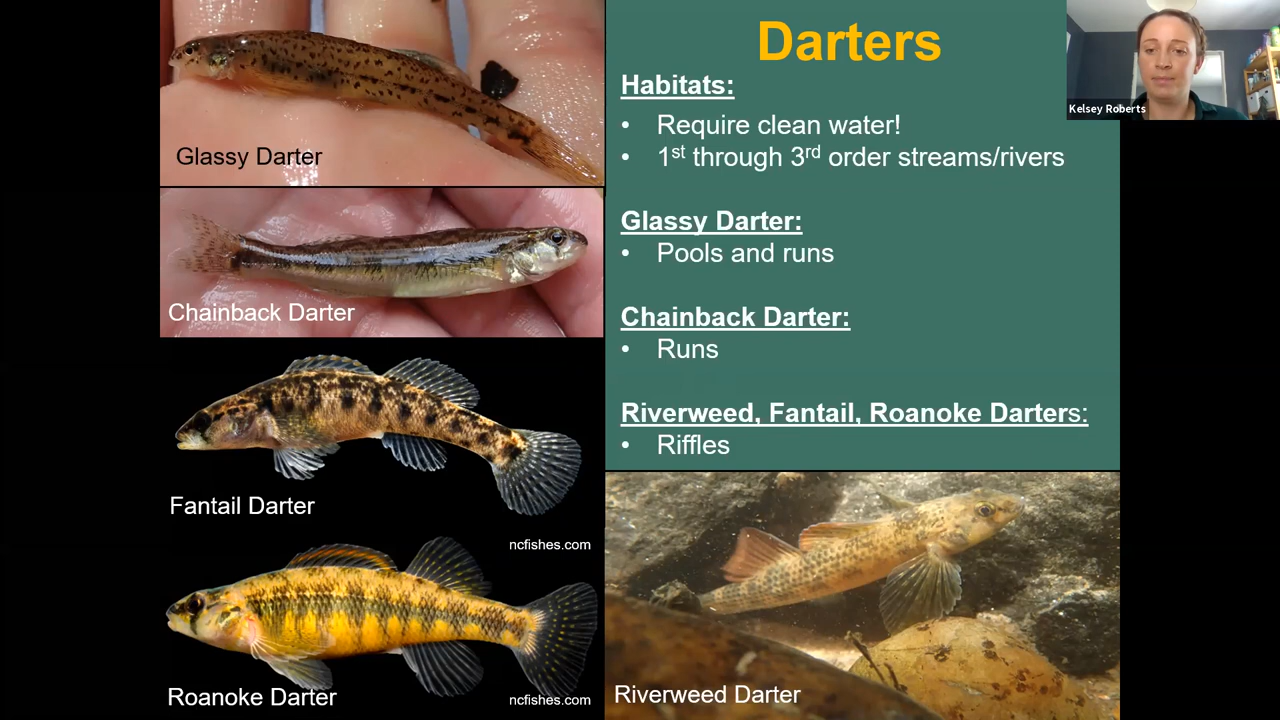 Darters
Habitats:
• Require clean water!
• 1st through 3rd order streams/rivers
Glassy Darter:
• Pools and runs
Chainback Darter:
• Runs
Riverweed, Fantail, Roanoke Darters:
• Riffles
Glassy Darter
Chainback Darter
Fantail Darter
ncfishes.com
Roanoke Darter
ncfishes.com
Riverweed Darter
Kelsey Roberts